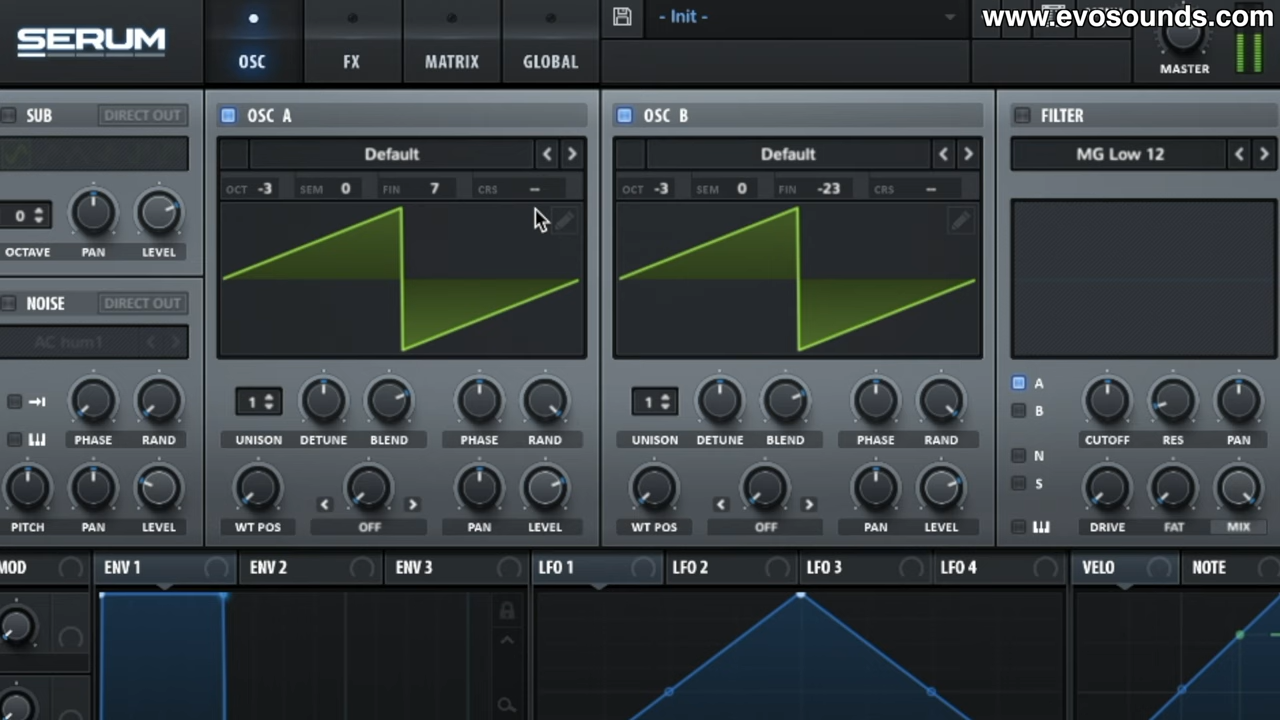 www.evosounds.com
SERUM
OSC
FX
MATRIX
GLOBAL
- Init -
MASTER
SUB
DIRECT OUT
0
OCTAVE
PAN
LEVEL
NOISE
DIRECT OUT
AC hum1
PHASE
RAND
PITCH
PAN
LEVEL
OSC A
Default
OCT -3 SEM 0 FIN 7 CRS --
1
UNISON
DETUNE
BLEND
PHASE
RAND
WT POS
OFF
PAN
LEVEL
OSC B
Default
OCT -3 SEM 0 FIN -23 CRS --
1
UNISON
DETUNE
BLEND
PHASE
RAND
WT POS
OFF
PAN
LEVEL
FILTER
MG Low 12
A
B
N
S
CUTOFF
RES
PAN
DRIVE
FAT
MIX
MOD
ENV 1
ENV 2
ENV 3
LFO 1
LFO 2
LFO 3
LFO 4
VELO
NOTE